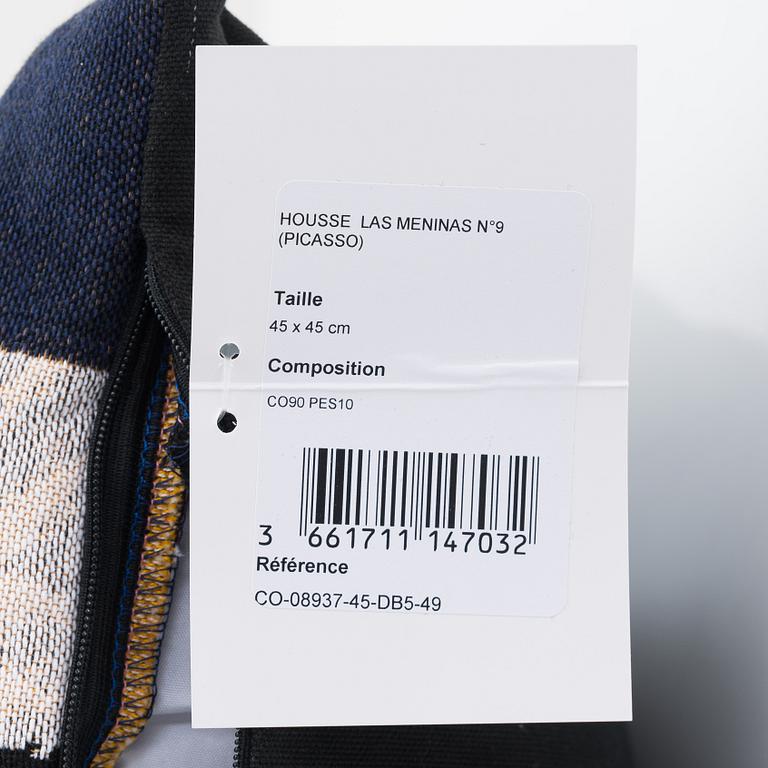 HOUSSE LAS MENINAS N°9
(PICASSO)
Taille
45 x 45 cm
Composition
CO90 PES10
3 661711 147032
Référence
CO-08937-45-DB5-49